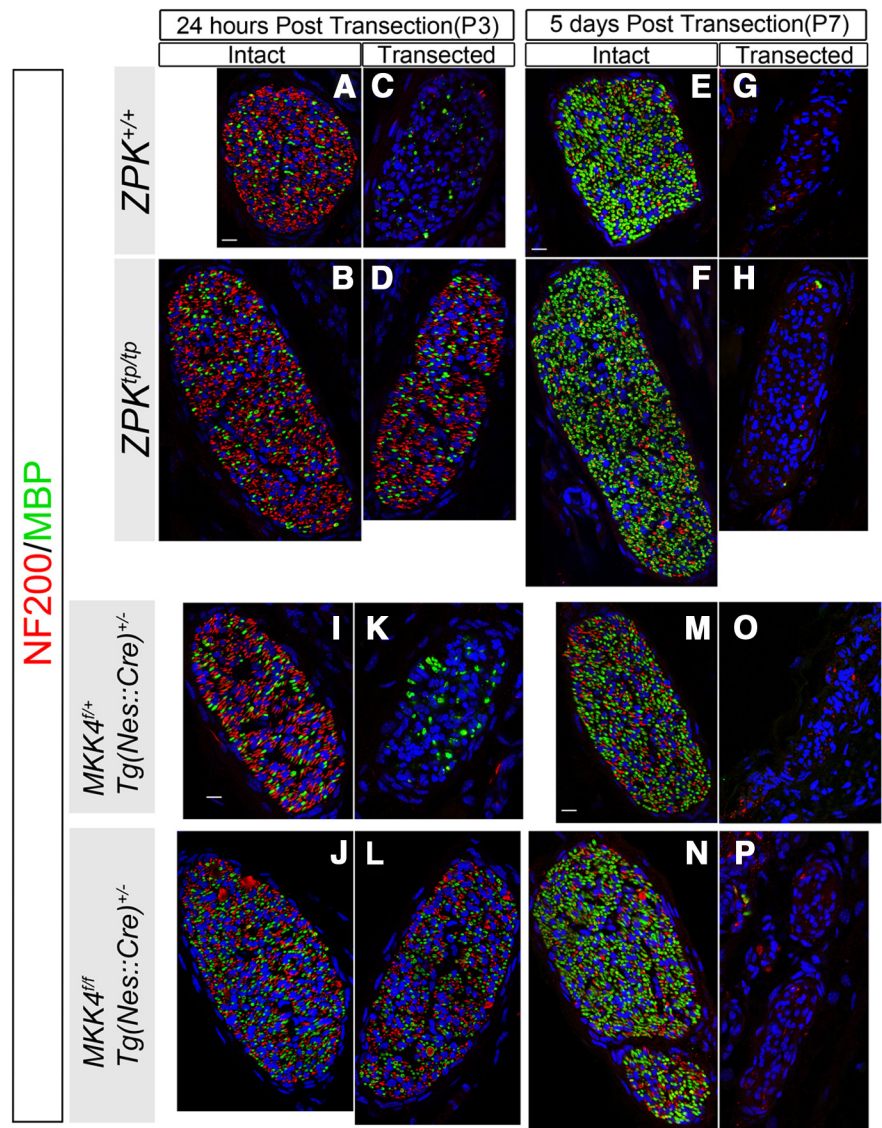 24 hours Post Transection(P3)
5 days Post Transection(P7)
Intact
Transected
Intact
Transected
NF200/MBP
ZPK+/+
A
C
E
G
ZPKtp/tp
B
D
F
H
MKK4f/+
Tg(Nes::Cre)+/-
I
K
M
O
MKK4f/f
Tg(Nes::Cre)+/-
J
L
N
P